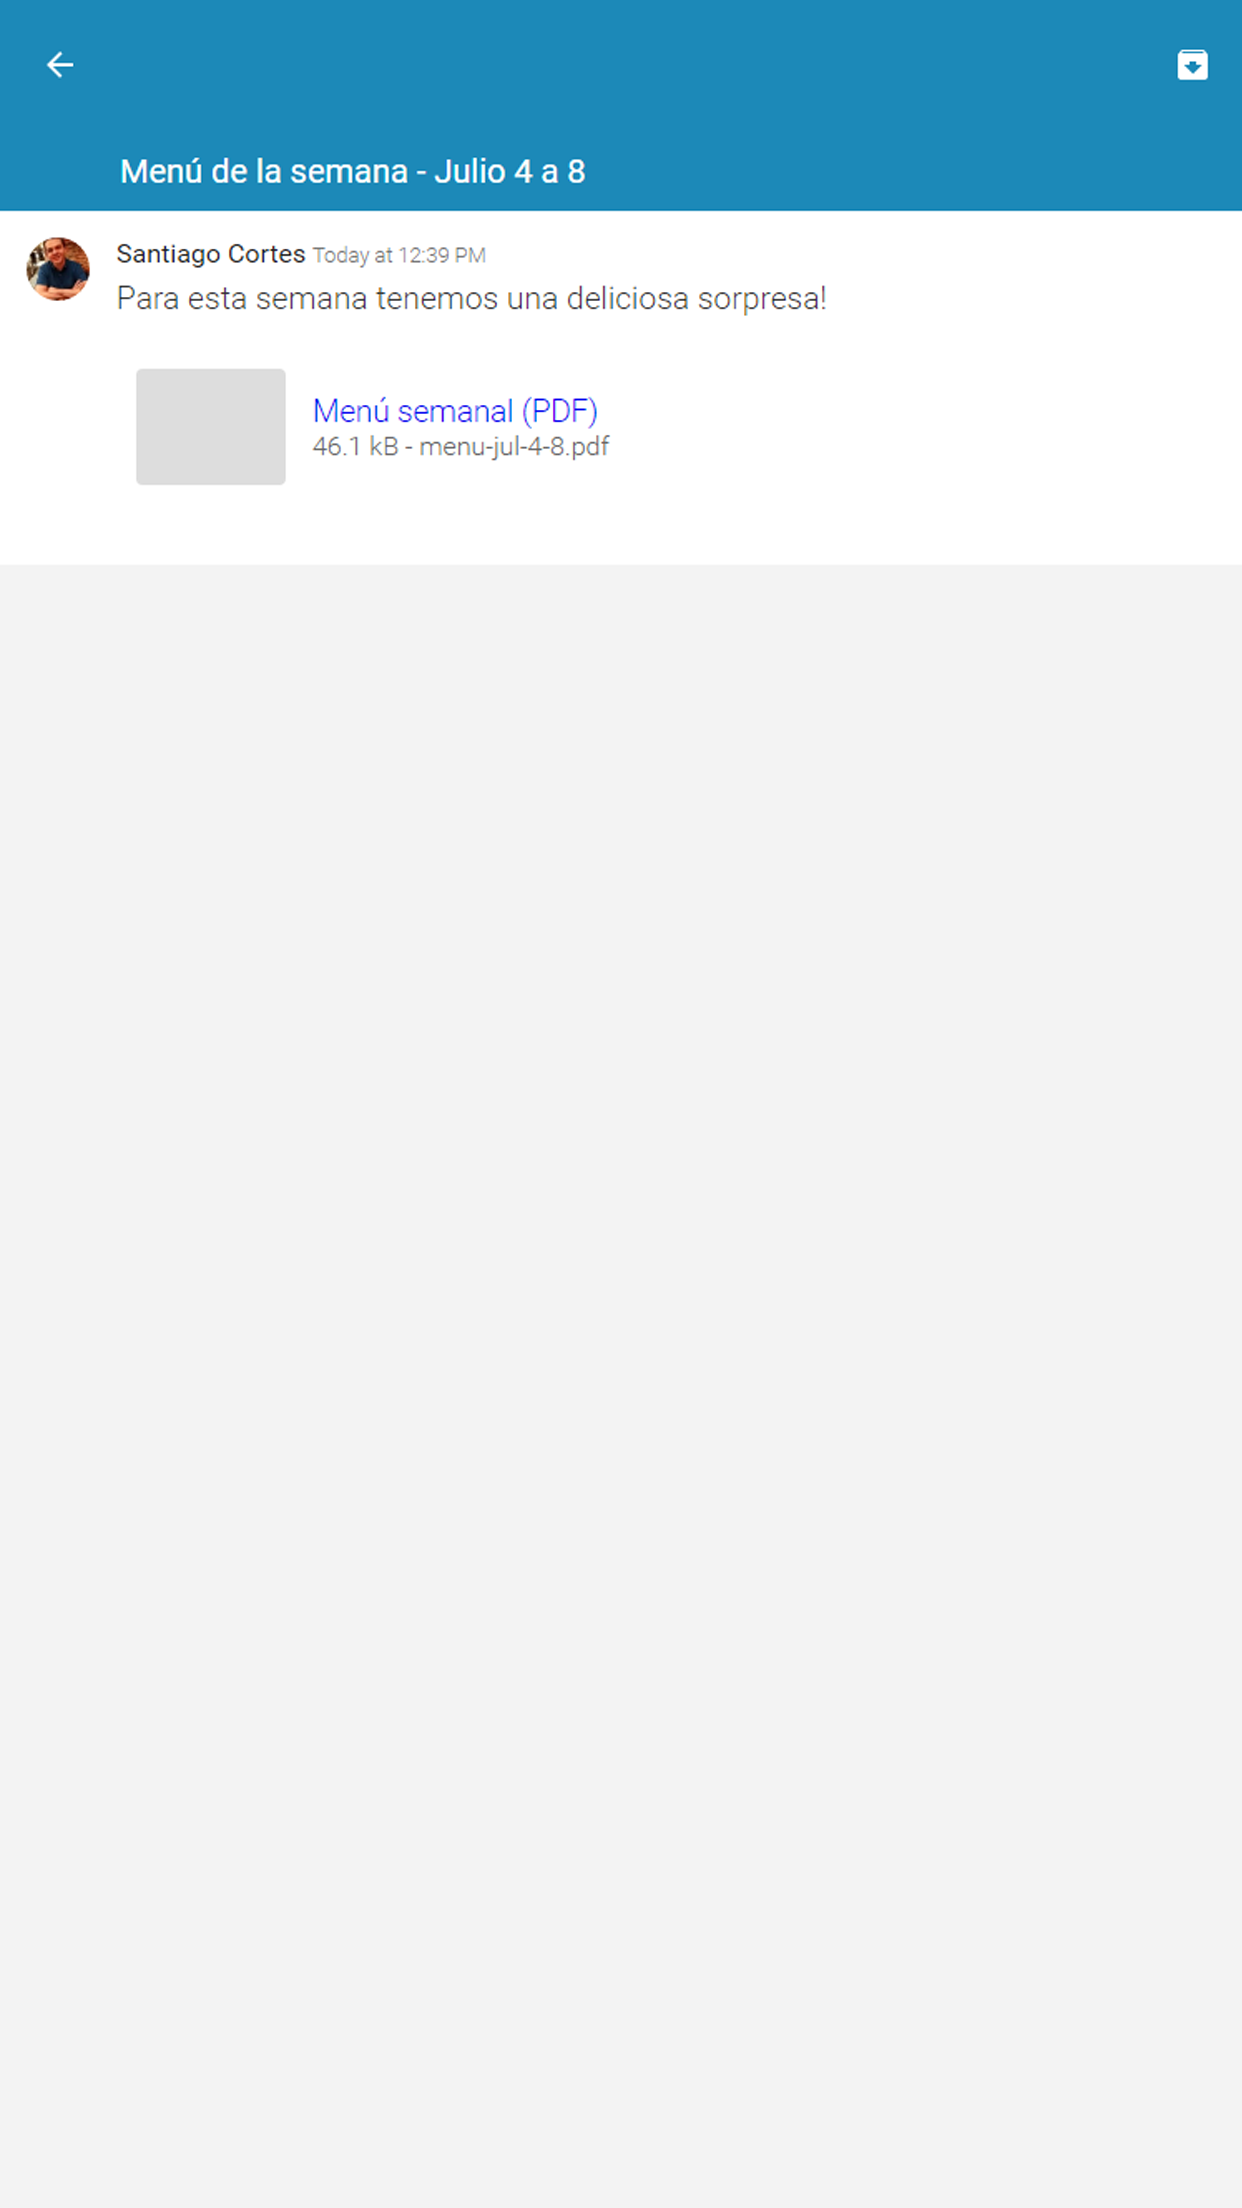 Menú de la semana - Julio 4 a 8
Santiago Cortes Today at 12:39 PM
Para esta semana tenemos una deliciosa sorpresa!
Menú semanal (PDF)
46.1 kB - menu-jul-4-8.pdf